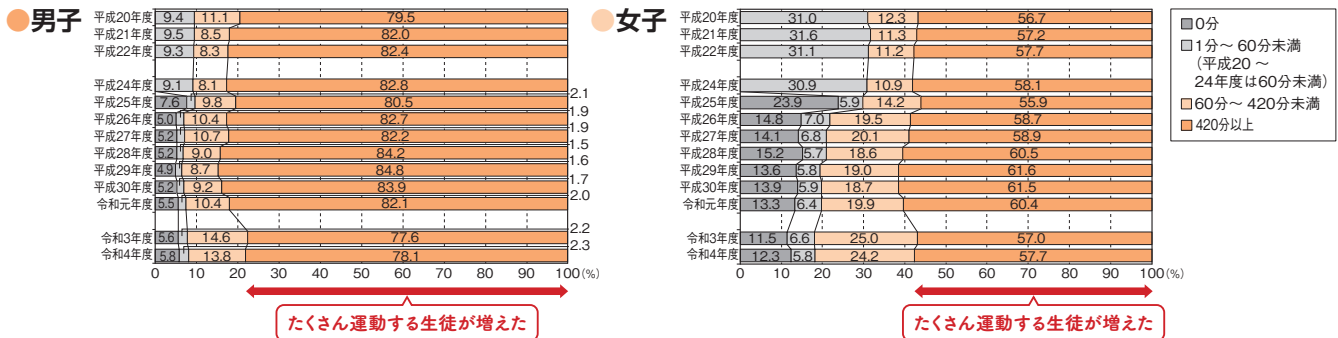 ●男子
平成20年度 9.4 11.1 79.5
平成21年度 9.5 8.5 82.0
平成22年度 9.3 8.3 82.4
平成24年度 9.1 8.1 82.8
平成25年度 7.6 2.1 9.8 80.5
平成26年度 5.0 1.9 10.4 82.7
平成27年度 5.2 1.9 10.7 82.2
平成28年度 5.2 1.5 9.0 84.2
平成29年度 4.9 1.6 8.7 84.8
平成30年度 5.2 1.7 9.2 83.9
令和元年度 5.5 2.0 10.4 82.1
令和3年度 5.6 2.2 14.6 77.6
令和4年度 5.8 2.3 13.8 78.1
0 10 20 30 40 50 60 70 80 90 100(%)
たくさん運動する生徒が増えた
●女子
平成20年度 31.0 12.3 56.7
平成21年度 31.6 11.3 57.2
平成22年度 31.1 11.2 57.7
平成24年度 30.9 10.9 58.1
平成25年度 23.9 5.9 14.2 55.9
平成26年度 14.8 7.0 19.5 58.7
平成27年度 14.1 6.8 20.1 58.9
平成28年度 15.2 5.7 18.6 60.5
平成29年度 13.6 5.8 19.0 61.6
平成30年度 13.9 5.9 18.7 61.5
令和元年度 13.3 6.4 19.9 60.4
令和3年度 11.5 6.6 25.0 57.0
令和4年度 12.3 5.8 24.2 57.7
0 10 20 30 40 50 60 70 80 90 100(%)
たくさん運動する生徒が増えた
0分
1分～60分未満
(平成20～
24年度は60分未満)
60分～420分未満
420分以上